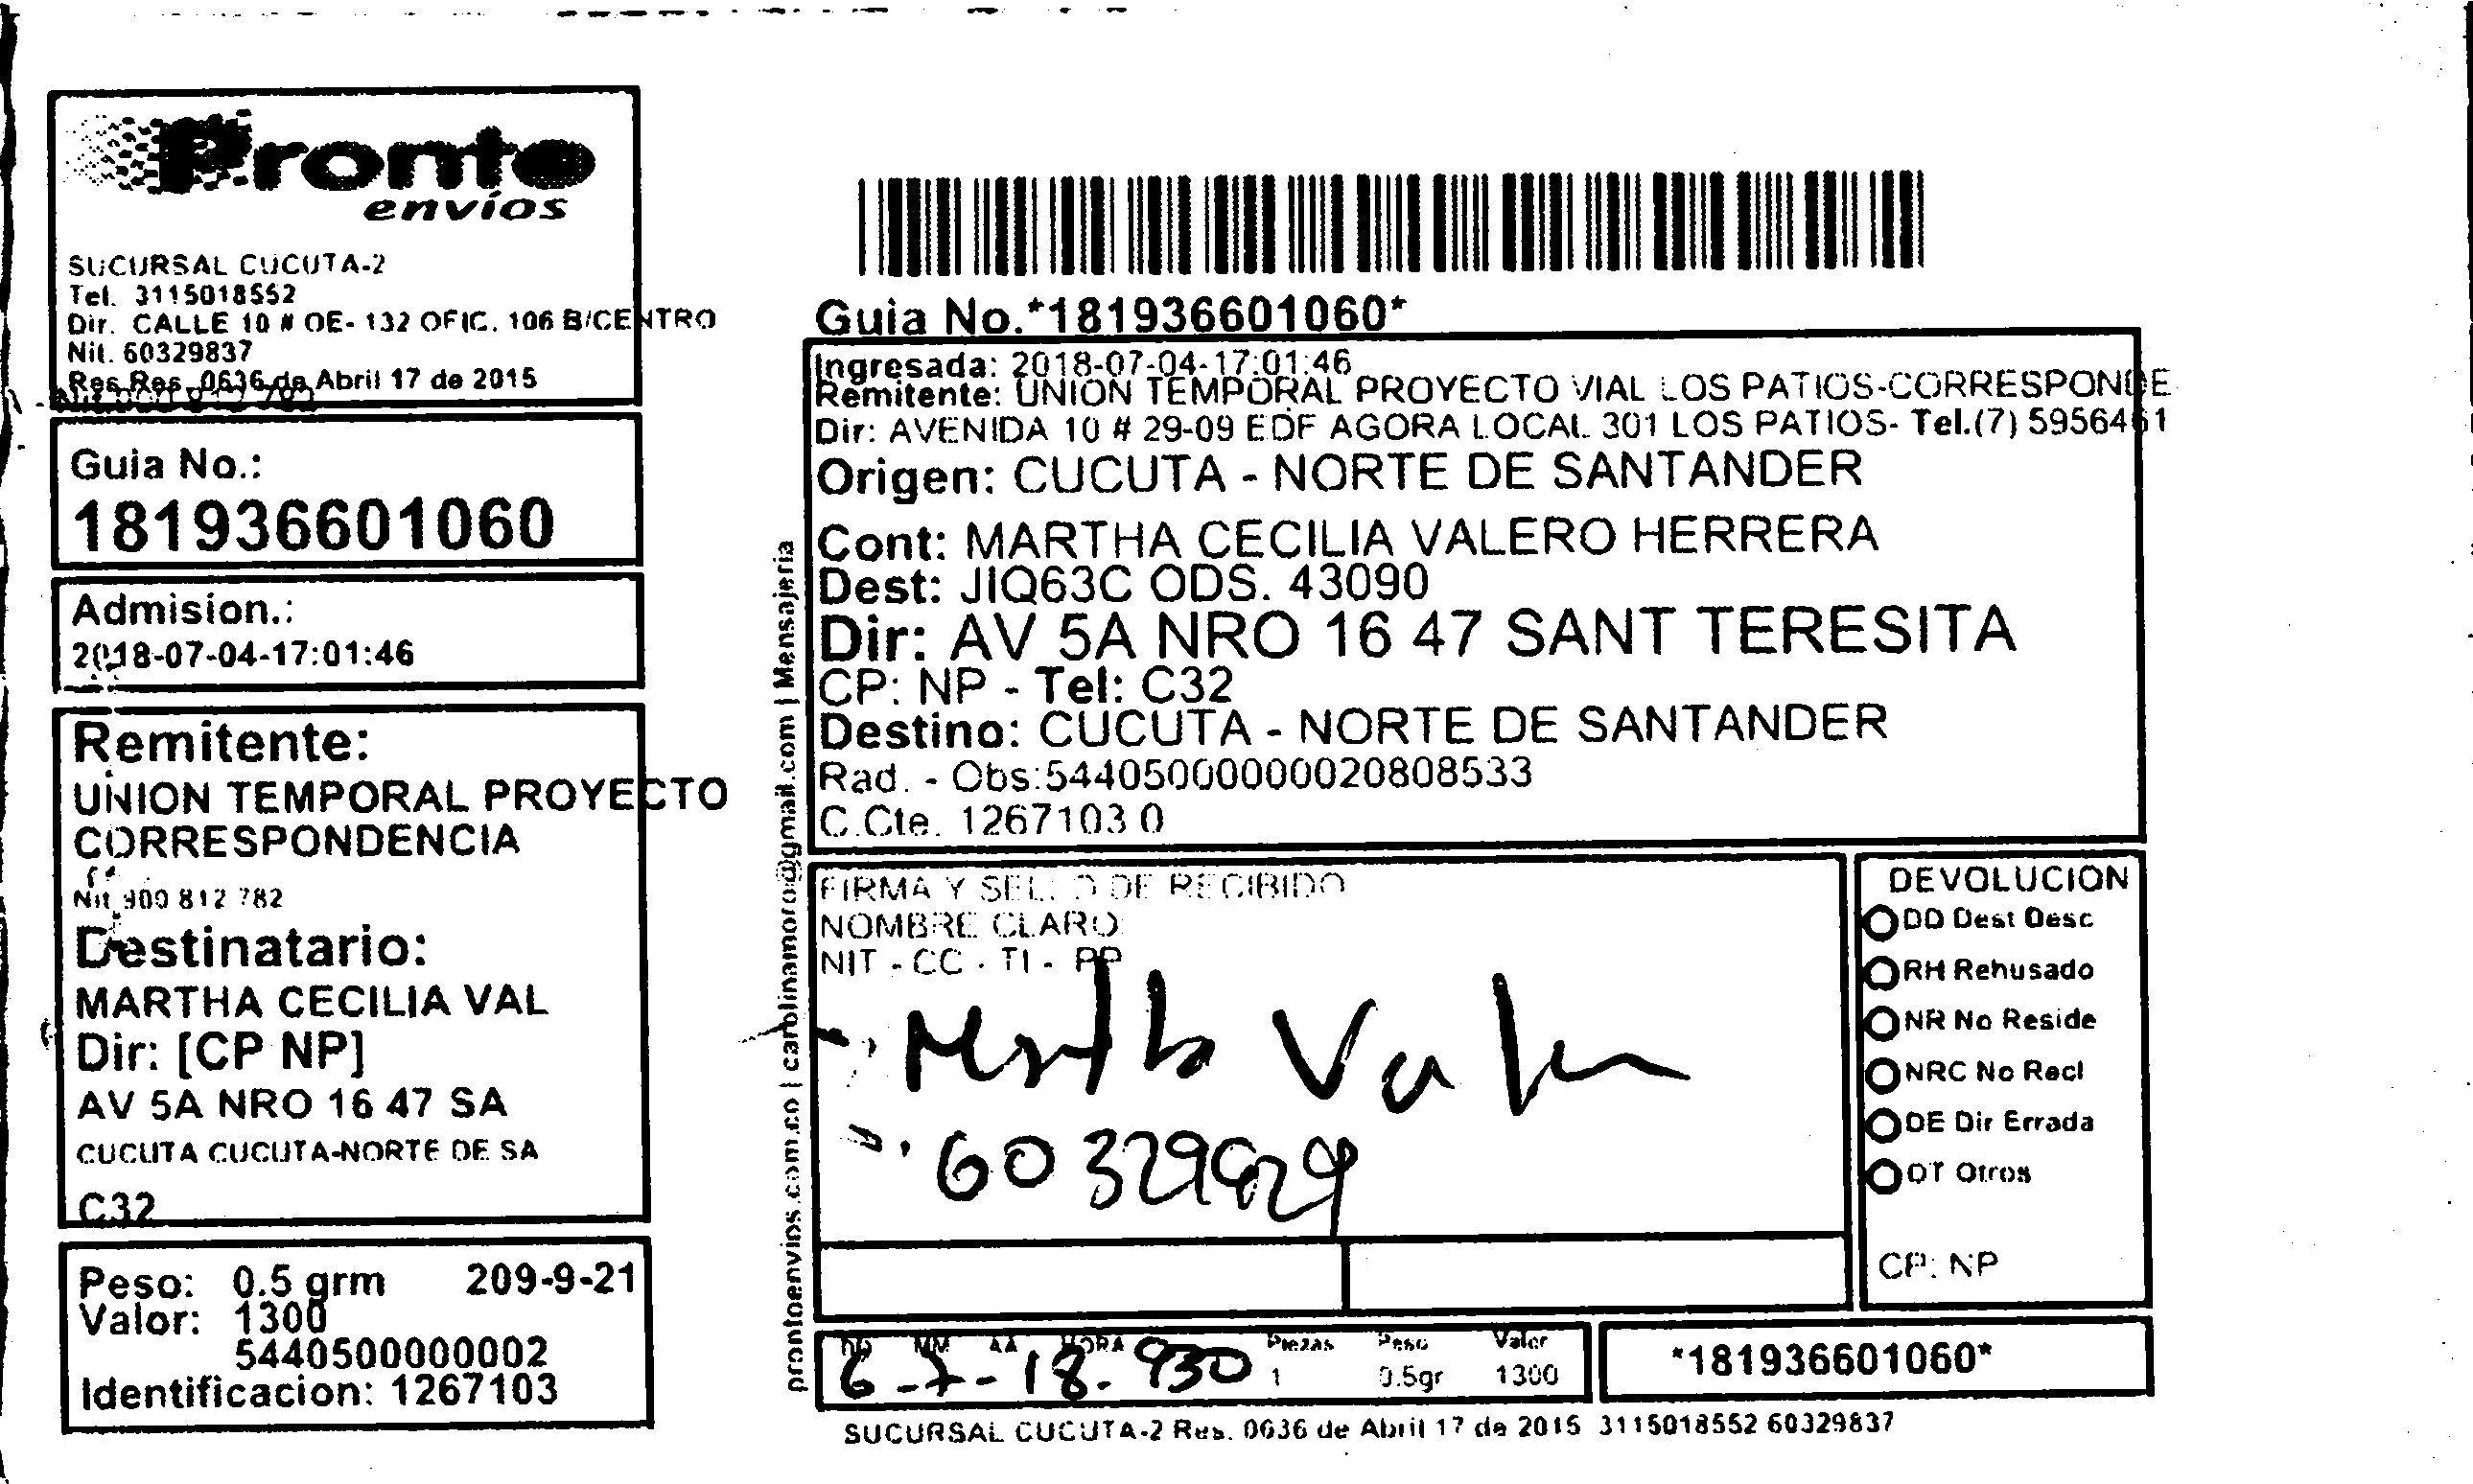 Pronto
envíos
SUCURSAL CUCUTA-2
Tel. 3115018552
Dir. CALLE 10 # OE- 132 OFIC. 106 B/CENTRO
Nit. 60329837
Res Res 0636 de Abril 17 de 2015
Guia No.:
181936601060
Admision.:
2018-07-04-17:01:46
Remitente:
UNION TEMPORAL PROYECTO
CORRESPONDENCIA
Nit 900 812 782
Destinatario:
MARTHA CECILIA VAL
Dir: [CP NP]
AV 5A NRO 16 47 SA
CUCUTA CUCUTA-NORTE DE SA
C32
Peso: 0.5 grm 209-9-21
Valor: 1300
5440500000002
Identificacion: 1267103
prontoenvios.com.co | carolinamoro@gmail.com | Mensajeria
Guia No.*181936601060*
Ingresada: 2018-07-04-17:01:46
Remitente: UNION TEMPORAL PROYECTO VIAL LOS PATIOS-CORRESPONDE
Dir: AVENIDA 10 # 29-09 EDF AGORA LOCAL 301 LOS PATIOS- Tel.(7) 5956461
Origen: CUCUTA - NORTE DE SANTANDER
Cont: MARTHA CECILIA VALERO HERRERA
Dest: JIQ63C ODS. 43090
Dir: AV 5A NRO 16 47 SANT TERESITA
CP: NP - Tel: C32
Destino: CUCUTA - NORTE DE SANTANDER
Rad. - Obs:544050000000020808533
C.Cte. 1267103 0
FIRMA Y SELLO DE RECIBIDO
NOMBRE CLARO
NIT - CC - TI - PP
Martha
60329929
DEVOLUCION
DD Dest Desc
RH Rehusado
NR No Reside
NRC No Recl
DE Dir Errada
OT Otros
CP: NP
DD MM AA HORA Piezas Peso Valor
6-7-18. 930 1 0.5gr 1300
*181936601060*
SUCURSAL CUCUTA-2 Res. 0636 de Abril 17 de 2015 3115018552 60329837